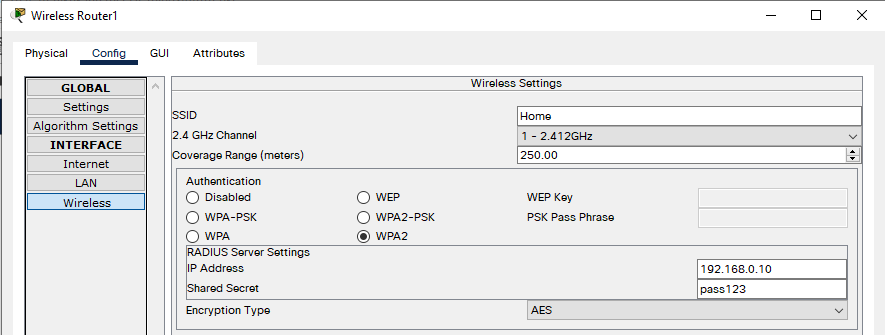 Wireless Router1
Physical Config GUI Attributes
GLOBAL
Settings
Algorithm Settings
INTERFACE
Internet
LAN
Wireless
Wireless Settings
SSID Home
2.4 GHz Channel 1 - 2.412GHz
Coverage Range (meters) 250.00
Authentication
Disabled WEP WEP Key
WPA-PSK WPA2-PSK PSK Pass Phrase
WPA WPA2
RADIUS Server Settings
IP Address 192.168.0.10
Shared Secret pass123
Encryption Type AES